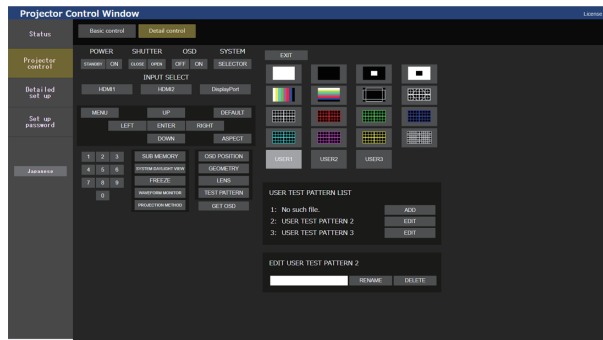 Projector Control Window
License
Status
Basic control
Detail control
Projector
control
Detailed
set up
Set up
password
Japanese
POWER
SHUTTER
OSD
SYSTEM
STANDBY
ON
CLOSE
OPEN
OFF
ON
SELECTOR
INPUT SELECT
HDMI1
HDMI2
DisplayPort
MENU
UP
DEFAULT
LEFT
ENTER
RIGHT
DOWN
ASPECT
1 2 3
4 5 6
7 8 9
0
SUB MEMORY
SYSTEM DAYLIGHT VIEW
FREEZE
WAVEFORM MONITOR
PROJECTION METHOD
OSD POSITION
GEOMETRY
LENS
TEST PATTERN
GET OSD
EXIT
USER1
USER2
USER3
USER TEST PATTERN LIST
1: No such file.
ADD
2: USER TEST PATTERN 2
EDIT
3: USER TEST PATTERN 3
EDIT
EDIT USER TEST PATTERN 2
RENAME
DELETE